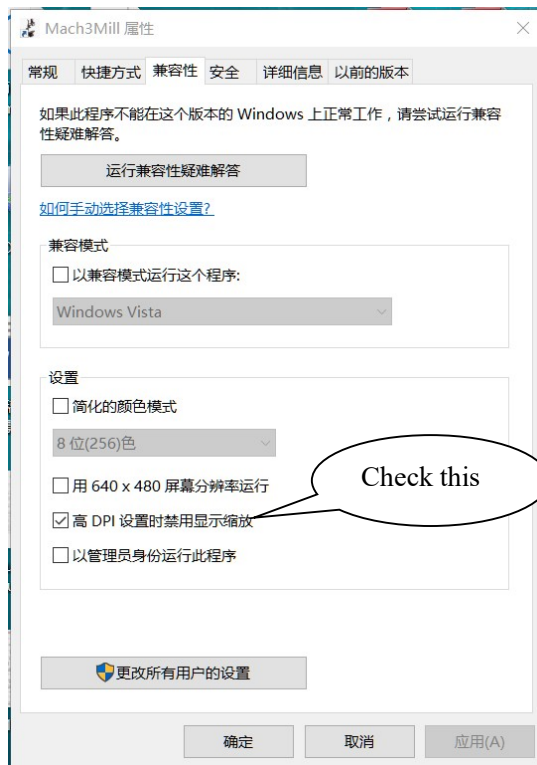 Mach3Mill 属性
常规 快捷方式 兼容性 安全 详细信息 以前的版本
如果此程序不能在这个版本的 Windows 上正常工作，请尝试运行兼容
性疑难解答。
运行兼容性疑难解答
如何手动选择兼容性设置?
兼容模式
以兼容模式运行这个程序:
Windows Vista
设置
简化的颜色模式
8 位(256)色
用 640 x 480 屏幕分辨率运行
Check this
高 DPI 设置时禁用显示缩放
以管理员身份运行此程序
更改所有用户的设置
确定 取消 应用(A)